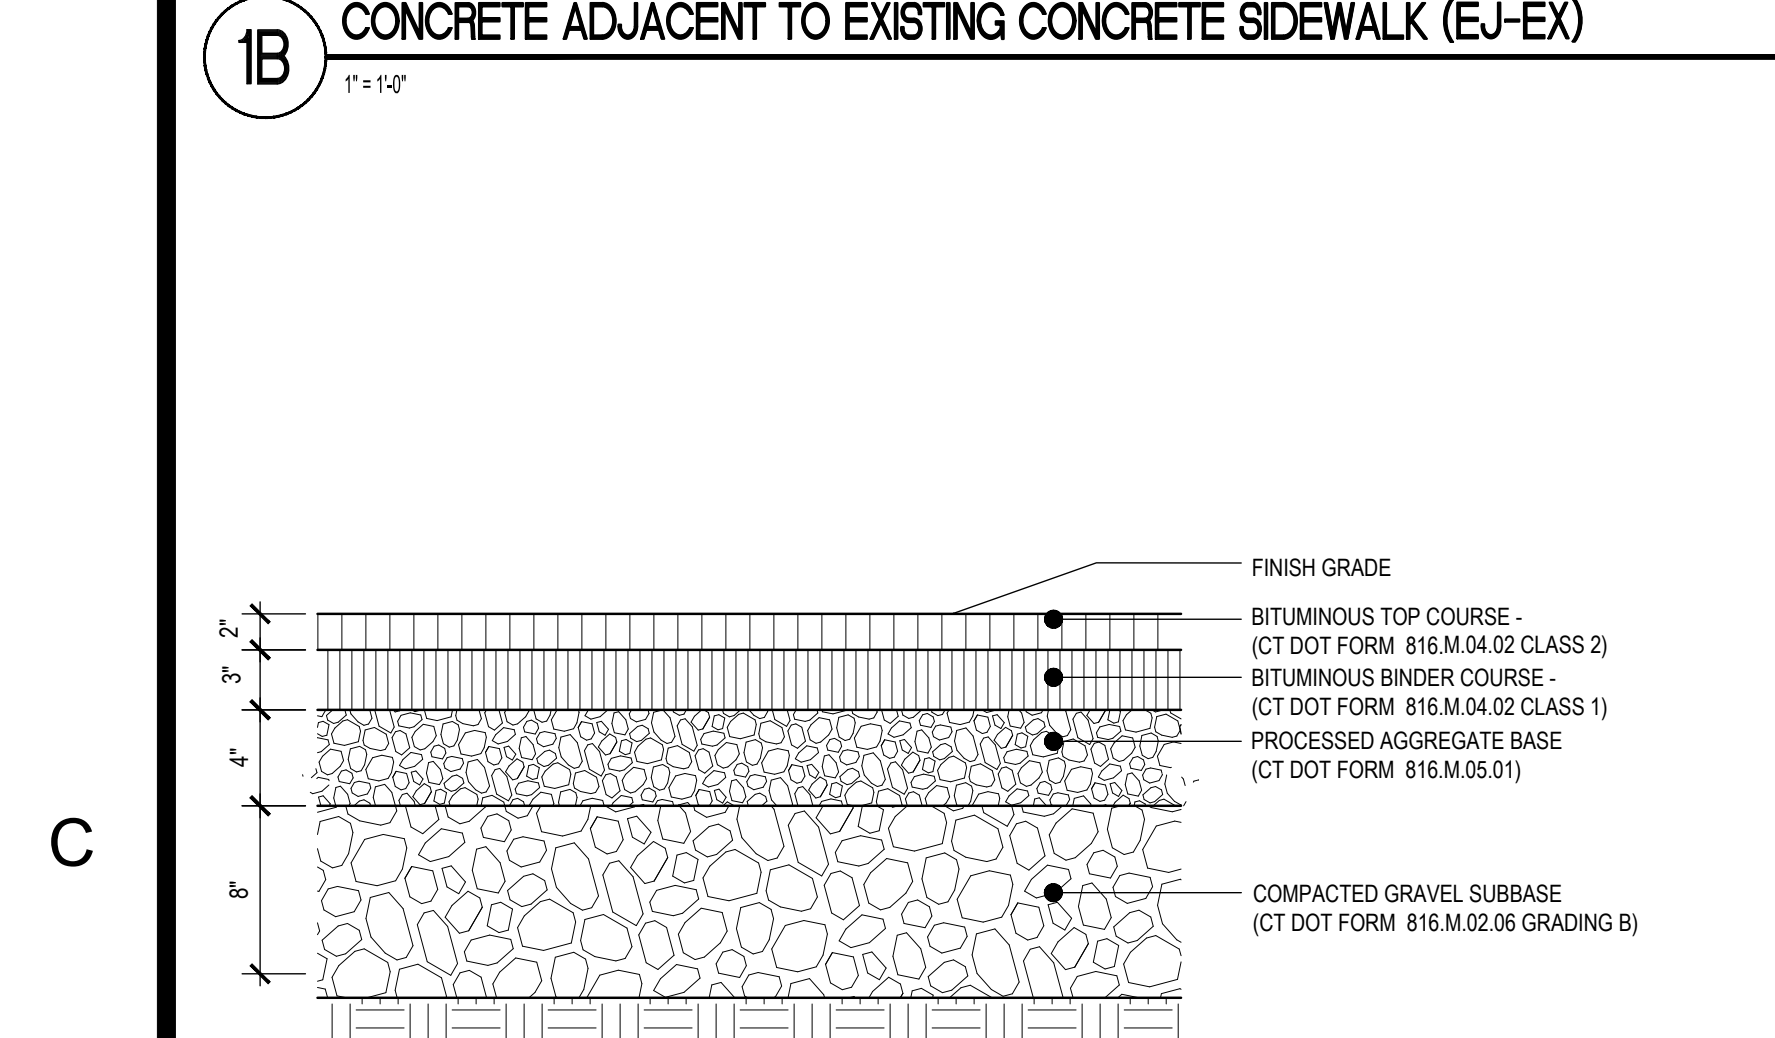 1B
CONCRETE ADJACENT TO EXISTING CONCRETE SIDEWALK (EJ-EX)
1" = 1'-0"
FINISH GRADE
BITUMINOUS TOP COURSE -
(CT DOT FORM 816.M.04.02 CLASS 2)
BITUMINOUS BINDER COURSE -
(CT DOT FORM 816.M.04.02 CLASS 1)
PROCESSED AGGREGATE BASE
(CT DOT FORM 816.M.05.01)
COMPACTED GRAVEL SUBBASE
(CT DOT FORM 816.M.02.06 GRADING B)
2"
3"
4"
8"
C